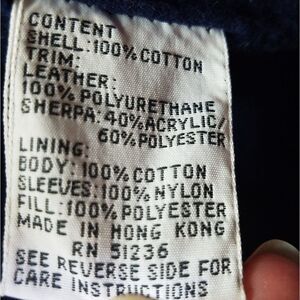 CONTENT
SHELL:100% COTTON
TRIM:
LEATHER:
100% POLYURETHANE
SHERPA: 40% ACRYLIC/
60% POLYESTER
LINING:
BODY: 100% COTTON
SLEEVES: 100% NYLON
FILL: 100% POLYESTER
MADE IN HONG KONG
RN 51236
SEE REVERSE SIDE FOR
CARE INSTRUCTIONS